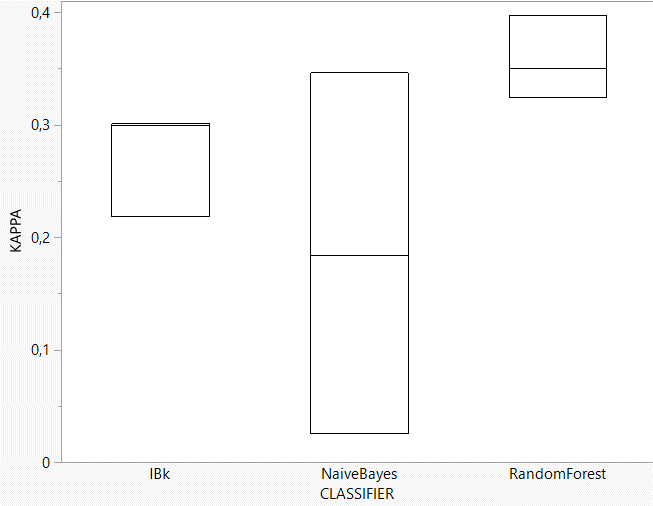 0,4
0,3
0,2
0,1
0
KAPPA
IBk NaiveBayes RandomForest
CLASSIFIER